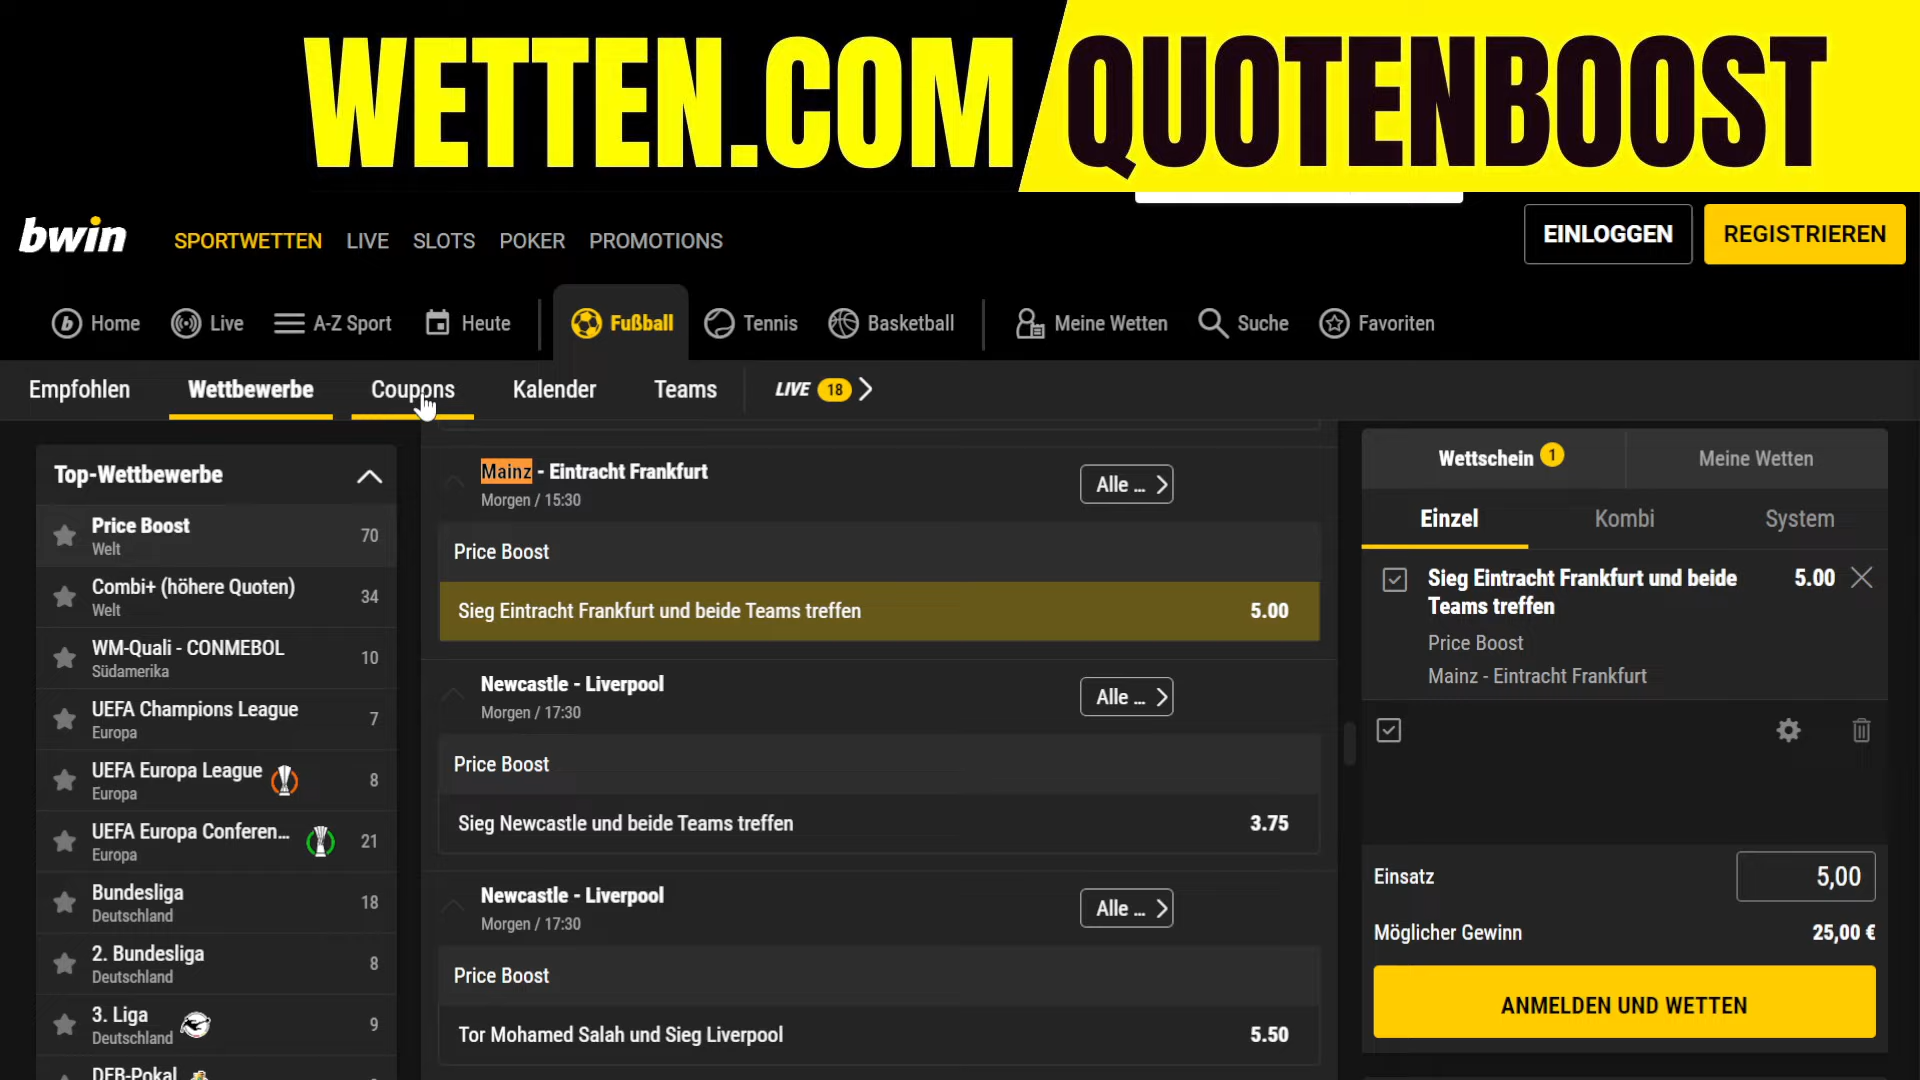 WETTEN.COM QUOTENBOOST
bwin SPORTWETTEN LIVE SLOTS POKER PROMOTIONS EINLOGGEN REGISTRIEREN
b Home Live A-Z Sport Heute Fußball Tennis Basketball Meine Wetten Suche Favoriten
Empfohlen Wettbewerbe Coupons Kalender Teams LIVE 18
Top-Wettbewerbe
Price Boost 70
Welt
Combi+ (höhere Quoten) 34
Welt
WM-Quali - CONMEBOL 10
Südamerika
UEFA Champions League 7
Europa
UEFA Europa League 8
Europa
UEFA Europa Conferen... 21
Europa
Bundesliga 18
Deutschland
2. Bundesliga 8
Deutschland
3. Liga 9
Deutschland
DFB-Pokal
Mainz - Eintracht Frankfurt Alle ...
Morgen / 15:30
Price Boost
Sieg Eintracht Frankfurt und beide Teams treffen 5.00
Newcastle - Liverpool Alle ...
Morgen / 17:30
Price Boost
Sieg Newcastle und beide Teams treffen 3.75
Newcastle - Liverpool Alle ...
Morgen / 17:30
Price Boost
Tor Mohamed Salah und Sieg Liverpool 5.50
Wettschein 1 Meine Wetten
Einzel Kombi System
Sieg Eintracht Frankfurt und beide 5.00
Teams treffen
Price Boost
Mainz - Eintracht Frankfurt
Einsatz 5,00
Möglicher Gewinn 25,00 €
ANMELDEN UND WETTEN